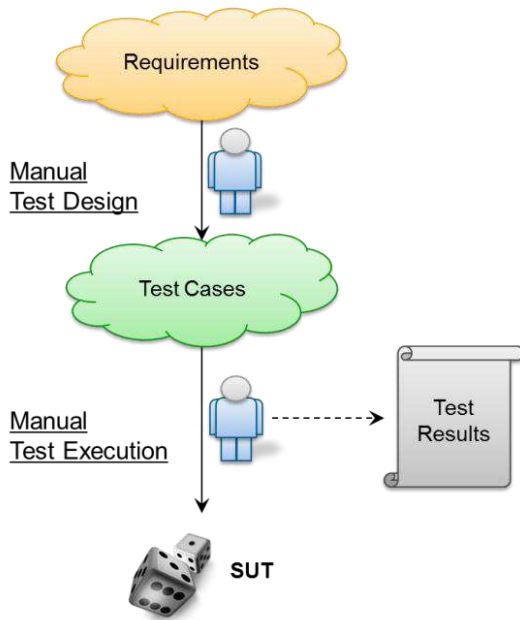 Requirements
Manual
Test Design
Test Cases
Manual
Test Execution
Test
Results
SUT